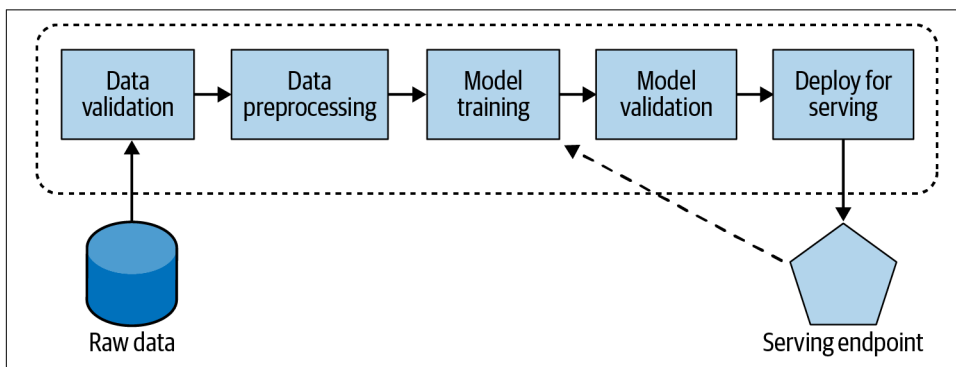 Data
validation
Data
preprocessing
Model
training
Model
validation
Deploy for
serving
Raw data
Serving endpoint